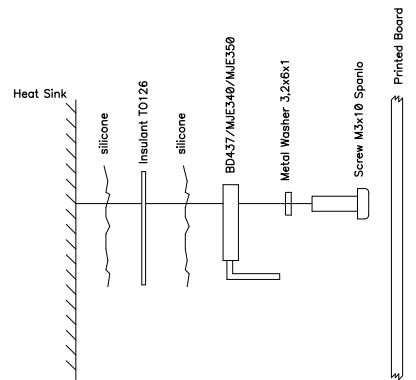 Heat Sink
silicone
Insulant TO126
silicone
BD437/MJE340/MJE350
Metal Washer 3,2x6x1
Screw M3x10 Spanlo
Printed Board